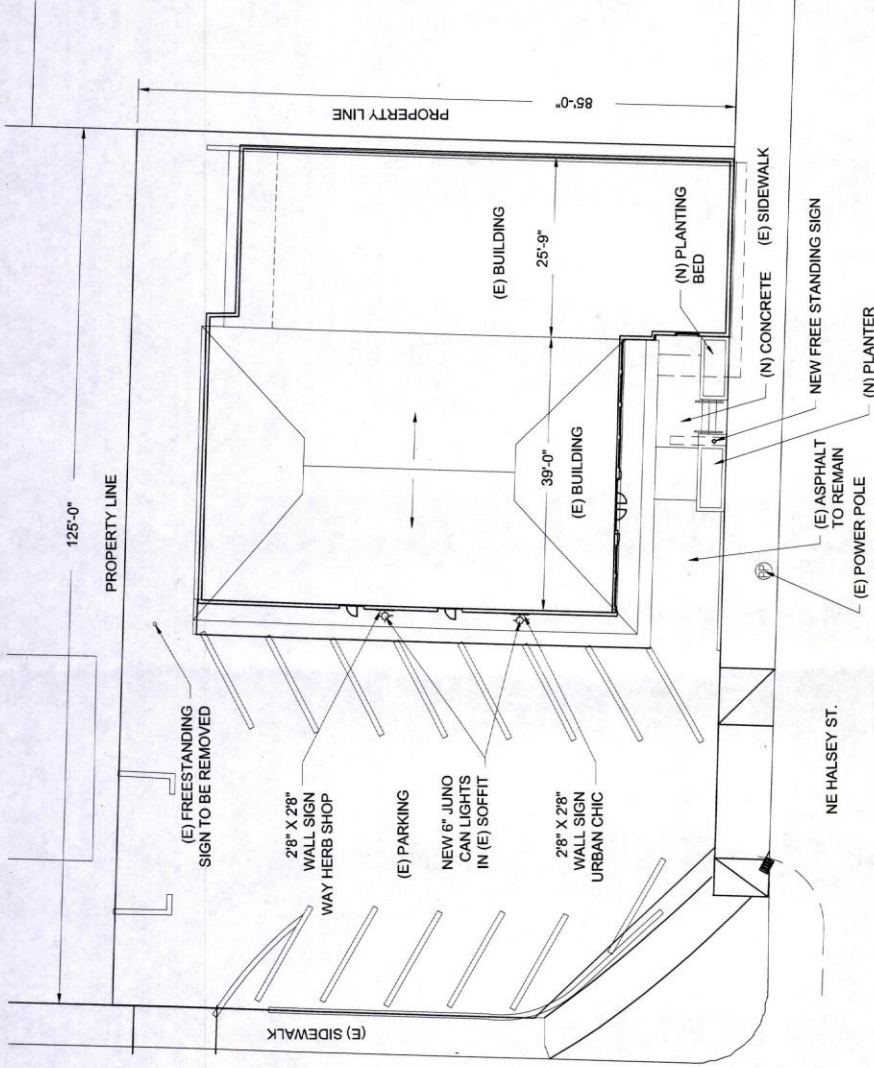 125'-0"
PROPERTY LINE
PROPERTY LINE
85'-0"
(E) FREESTANDING
SIGN TO BE REMOVED
2'8" X 2'8"
WALL SIGN
WAY HERB SHOP
(E) PARKING
NEW 6" JUNO
CAN LIGHTS
IN (E) SOFFIT
2'8" X 2'8"
WALL SIGN
URBAN CHIC
39'-0"
(E) BUILDING
(E) BUILDING
25'-9"
(N) PLANTING
BED
(E) SIDEWALK
(N) CONCRETE
NEW FREE STANDING SIGN
(N) PLANTER
(E) ASPHALT
TO REMAIN
(E) POWER POLE
PP
NE HALSEY ST.
(E) SIDEWALK